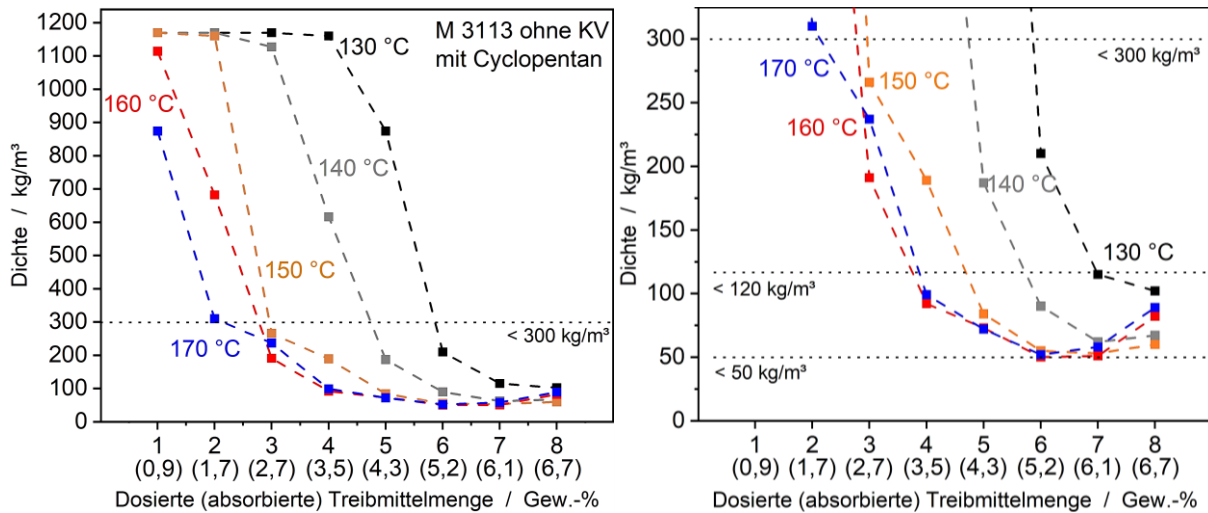 M 3113 ohne KV
mit Cyclopentan
130 °C
160 °C
140 °C
150 °C
170 °C
< 300 kg/m³
1200
1100
1000
900
800
700
600
500
400
300
200
100
0
Dichte / kg/m³
1 2 3 4 5 6 7 8
(0,9) (1,7) (2,7) (3,5) (4,3) (5,2) (6,1) (6,7)
Dosierte (absorbierte) Treibmittelmenge / Gew.-%
300
250
200
150
100
50
0
Dichte / kg/m³
< 300 kg/m³
170 °C
150 °C
160 °C
140 °C
130 °C
< 120 kg/m³
< 50 kg/m³
1 2 3 4 5 6 7 8
(0,9) (1,7) (2,7) (3,5) (4,3) (5,2) (6,1) (6,7)
Dosierte (absorbierte) Treibmittelmenge / Gew.-%